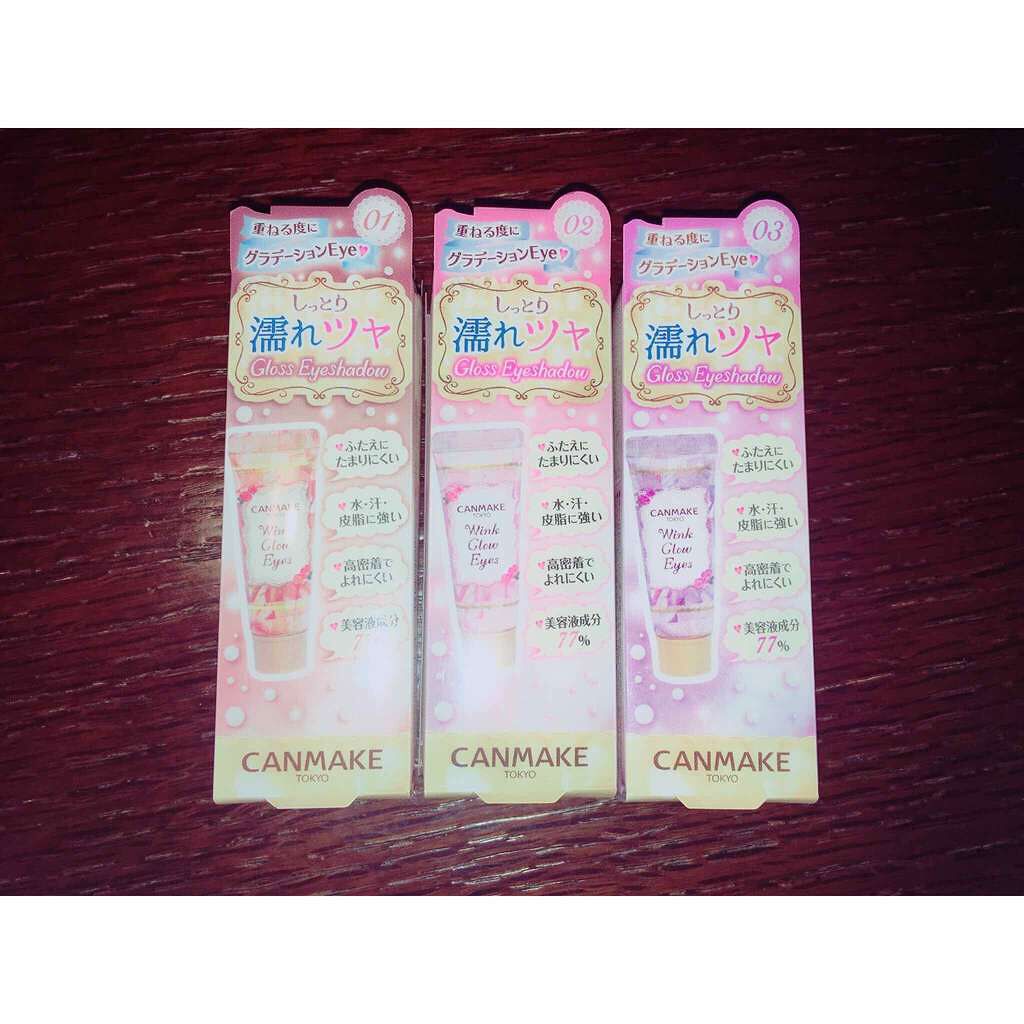 01
重ねる度に
グラデーションEye
しっとり
濡れツヤ
Gloss Eyeshadow
ふたえに
たまりにくい
水・汗・
皮脂に強い
高密着で
よれにくい
美容液成分
7
CANMAKE
Wink
Glow
Eyes
CANMAKE
TOKYO
02
重ねる度に
グラデーションEye
しっとり
濡れツヤ
Gloss Eyeshadow
ふたえに
たまりにくい
水・汗・
皮脂に強い
高密着で
よれにくい
美容液成分
77%
CANMAKE
TOKYO
Wink
Glow
Eyes
CANMAKE
TOKYO
03
重ねる度に
グラデーションEye
しっとり
濡れツヤ
Gloss Eyeshadow
ふたえに
たまりにくい
水・汗・
皮脂に強い
高密着で
よれにくい
美容液成分
77%
CANMAKE
TOKYO
Wink
Glow
Eyes
CANMAKE
TOKYO